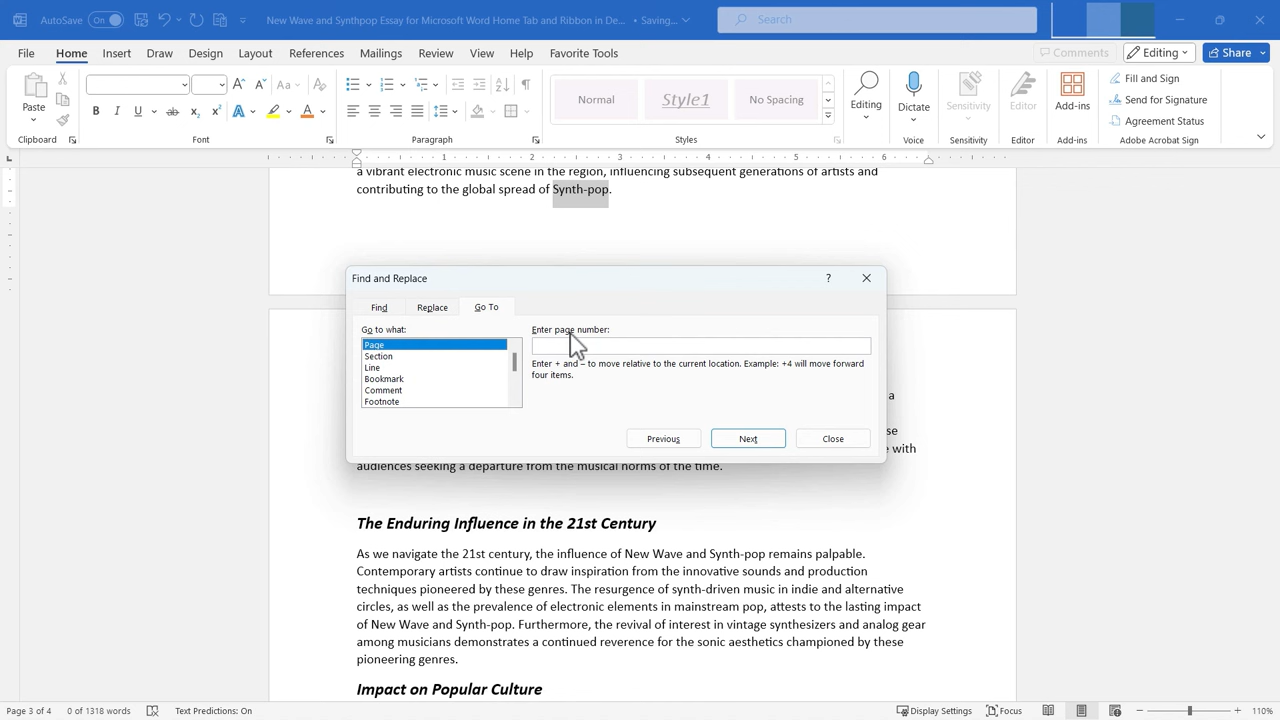 AutoSave On New Wave and Synthpop Essay for Microsoft Word Home Tab and Ribbon in De... • Saving... Search
File Home Insert Draw Design Layout References Mailings Review View Help Favorite Tools Comments Editing Share
Paste
Clipboard
Aa
B I U ab x₂ x² A A
Font
Paragraph
Normal Style1 No Spacing
Styles
Editing
Dictate
Voice
Sensitivity
Sensitivity
Editor
Editor
Add-ins
Add-ins
Fill and Sign
Send for Signature
Agreement Status
Adobe Acrobat Sign
1 2 3 4 5 6
a vibrant electronic music scene in the region, influencing subsequent generations of artists and
contributing to the global spread of Synth-pop.
Find and Replace ?
Find Replace Go To
Go to what:
Page
Section
Line
Bookmark
Comment
Footnote
Enter page number:
Enter + and – to move relative to the current location. Example: +4 will move forward
four items.
Previous Next Close
a
se
e with
audiences seeking a departure from the musical norms of the time.
The Enduring Influence in the 21st Century
As we navigate the 21st century, the influence of New Wave and Synth-pop remains palpable.
Contemporary artists continue to draw inspiration from the innovative sounds and production
techniques pioneered by these genres. The resurgence of synth-driven music in indie and alternative
circles, as well as the prevalence of electronic elements in mainstream pop, attests to the lasting impact
of New Wave and Synth-pop. Furthermore, the revival of interest in vintage synthesizers and analog gear
among musicians demonstrates a continued reverence for the sonic aesthetics championed by these
pioneering genres.
Impact on Popular Culture
Page 3 of 4 0 of 1318 words Text Predictions: On Display Settings Focus 110%